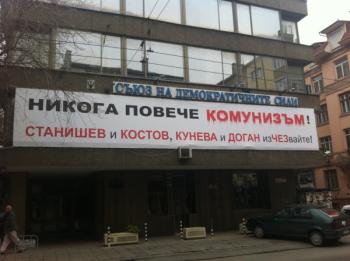 СЪЮЗ НА ДЕМОКРАТИЧНИТЕ СИЛИ
НИКОГА ПОВЕЧЕ КОМУНИЗЪМ!
СТАНИШЕВ и КОСТОВ, КУНЕВА и ДОГАН изЧЕЗвайте!